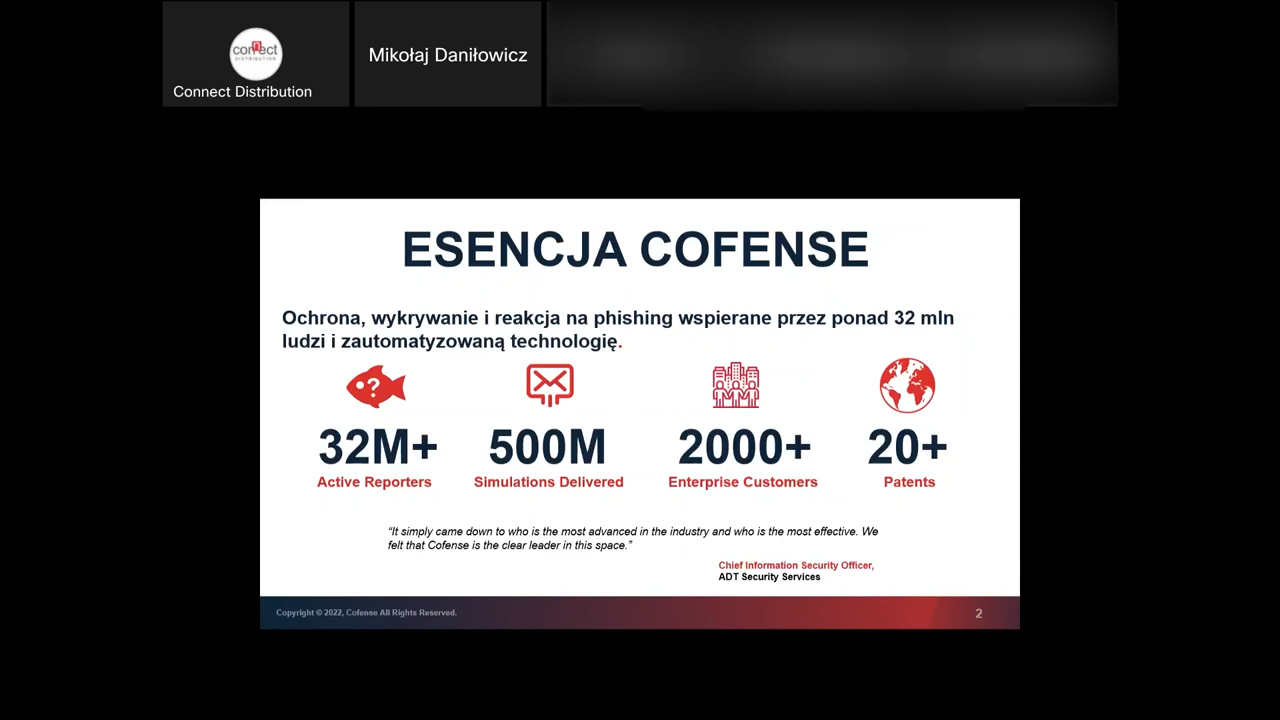 connect
DISTRIBUTION
Connect Distribution
Mikołaj Daniłowicz
ESENCJA COFENSE
Ochrona, wykrywanie i reakcja na phishing wspierane przez ponad 32 mln
ludzi i zautomatyzowaną technologię.
?
32M+
500M
2000+
20+
Active Reporters
Simulations Delivered
Enterprise Customers
Patents
“It simply came down to who is the most advanced in the industry and who is the most effective. We
felt that Cofense is the clear leader in this space.”
Chief Information Security Officer,
ADT Security Services
Copyright © 2022, Cofense All Rights Reserved.
2